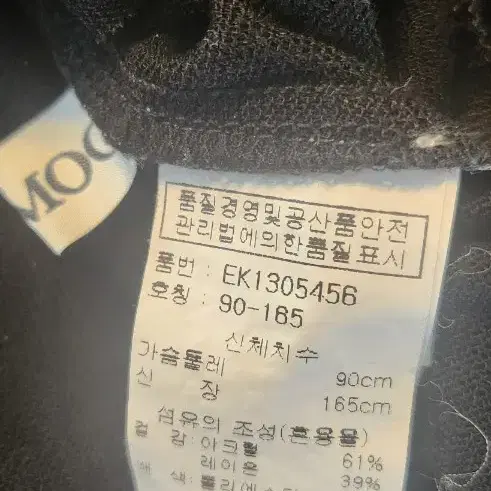 MOO
품질경영및공산품안전
관리법에의한품질표시
품번 : EK1305456
호칭 : 90-165
신체치수
가슴둘레 90cm
신 장 165cm
섬유의 조성(혼용율)
겉 감:아크릴 61%
레이온 39%